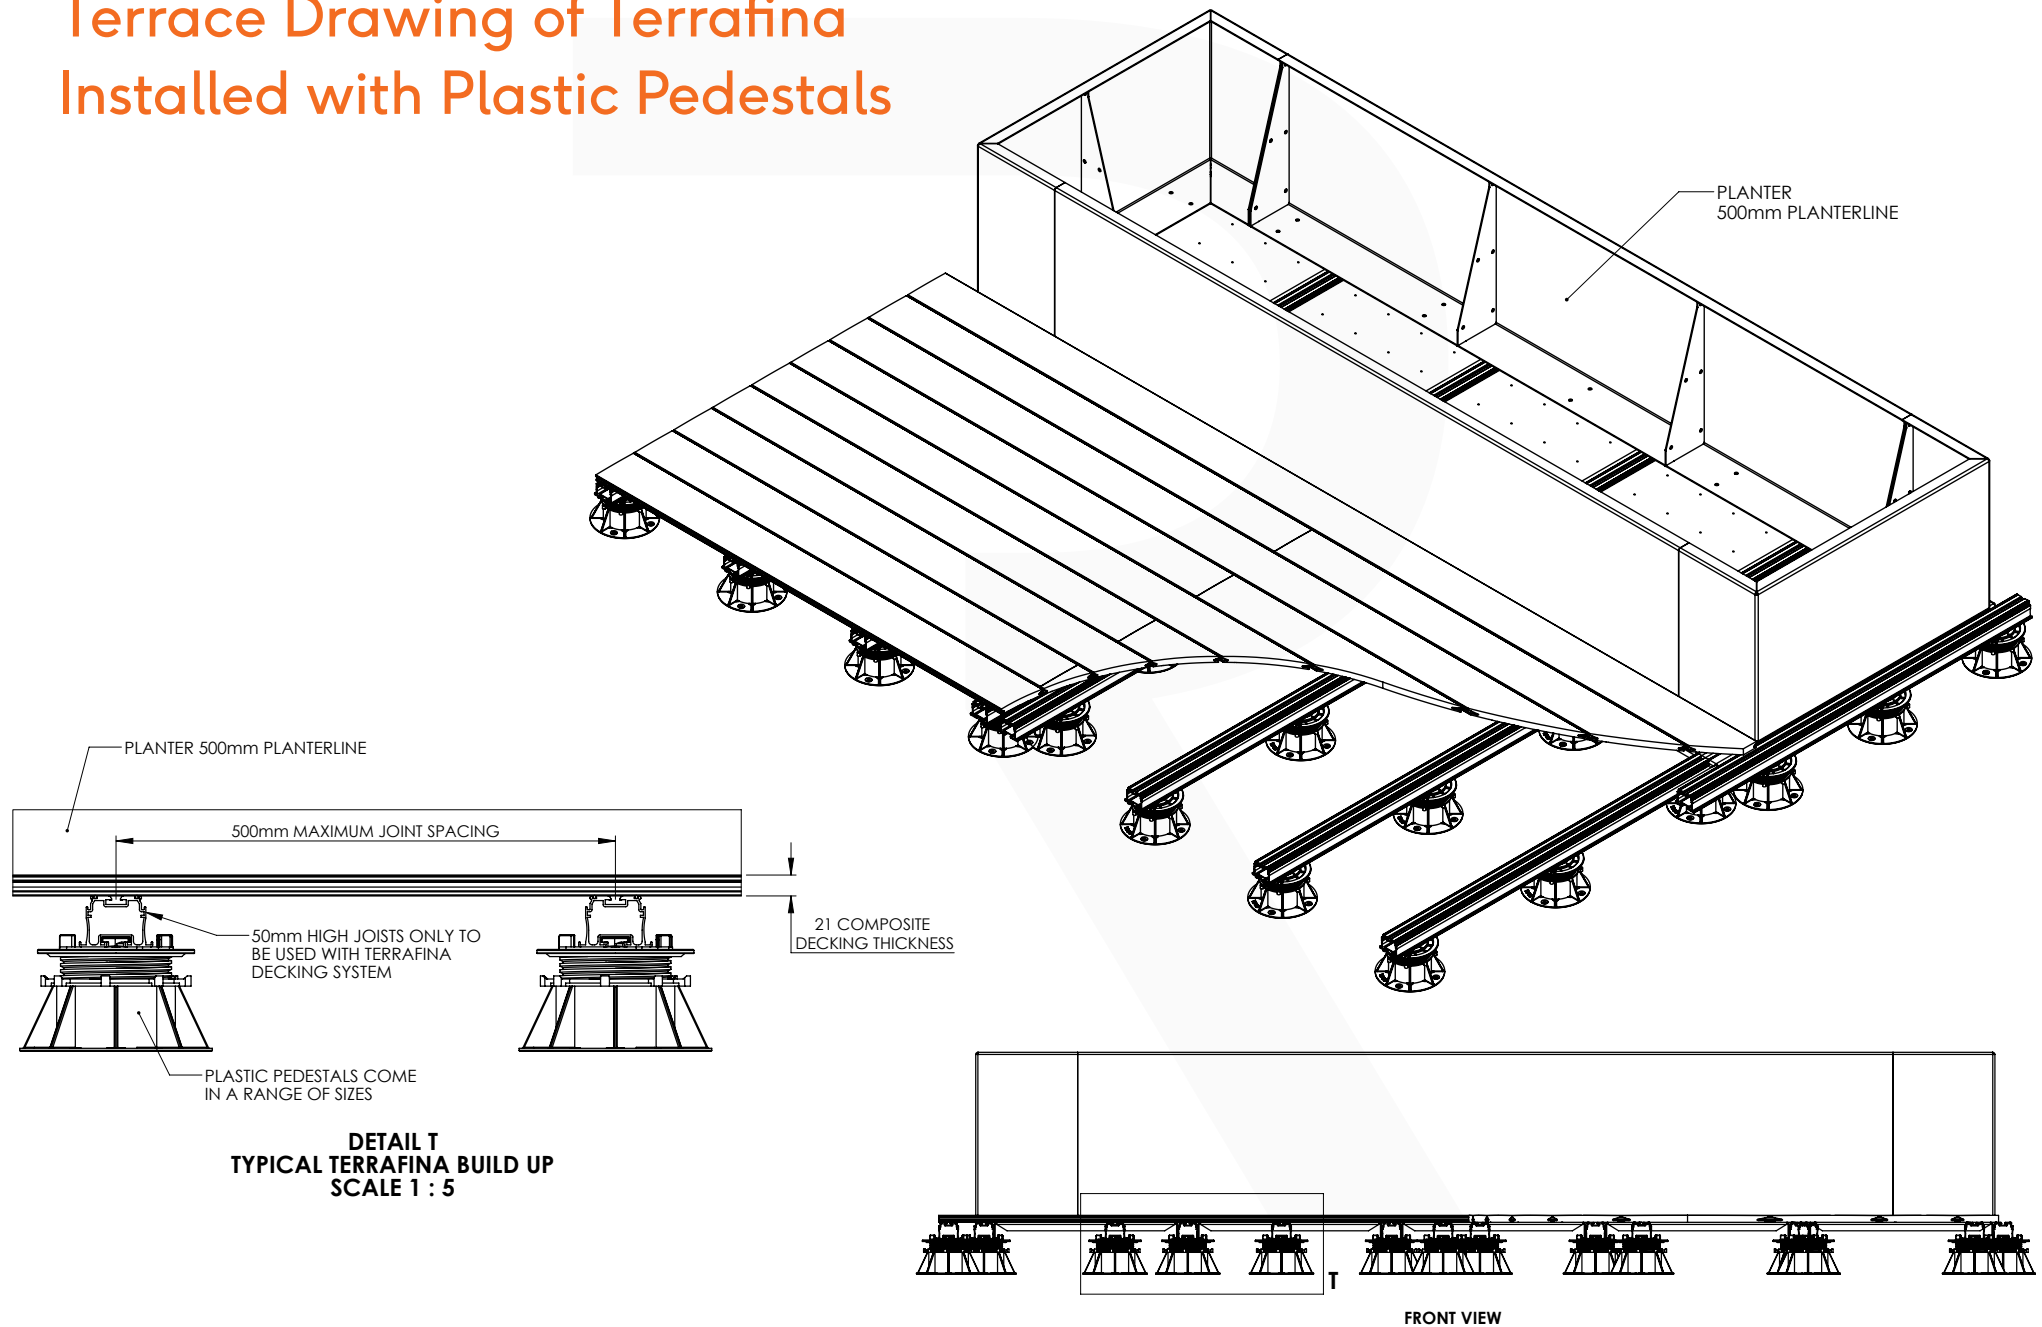 Terrace Drawing of Terrafina
Installed with Plastic Pedestals
PLANTER
500mm PLANTERLINE
PLANTER 500mm PLANTERLINE
500mm MAXIMUM JOINT SPACING
21 COMPOSITE
DECKING THICKNESS
50mm HIGH JOISTS ONLY TO
BE USED WITH TERRAFINA
DECKING SYSTEM
PLASTIC PEDESTALS COME
IN A RANGE OF SIZES
DETAIL T
TYPICAL TERRAFINA BUILD UP
SCALE 1 : 5
T
FRONT VIEW